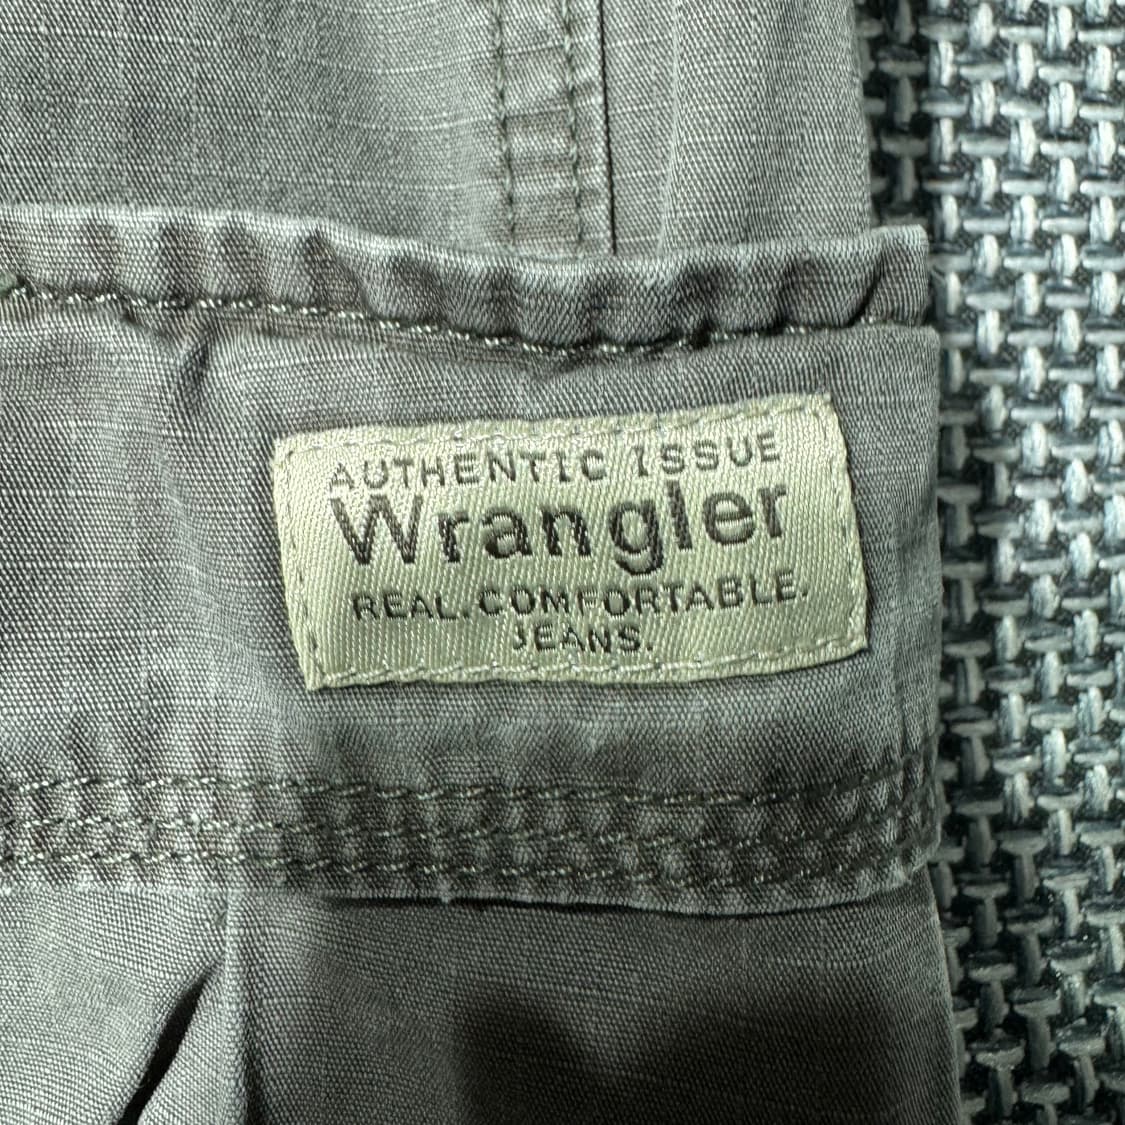 AUTHENTIC ISSUE
Wrangler
REAL.COMFORTABLE.
JEANS.